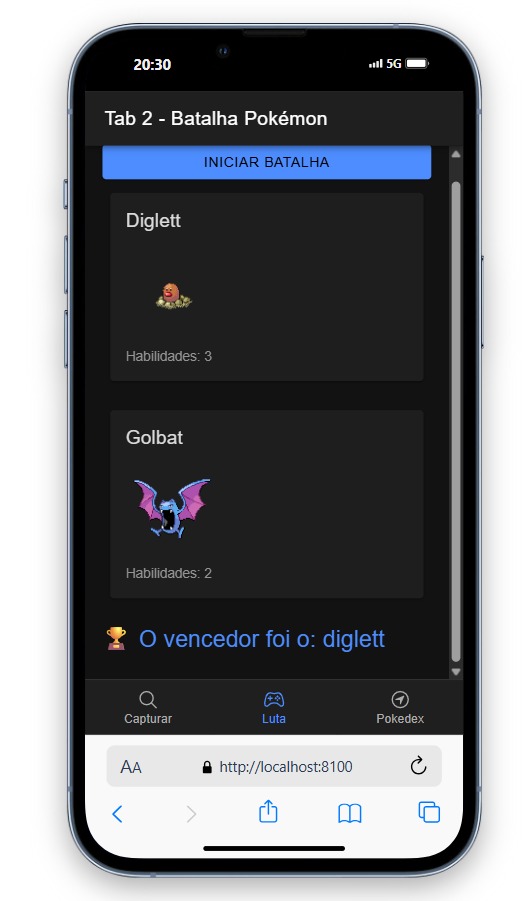 20:30
5G
Tab 2 - Batalha Pokémon
INICIAR BATALHA
Diglett
Habilidades: 3
Golbat
Habilidades: 2
🏆 O vencedor foi o: diglett
Capturar
Luta
Pokedex
AA
http://localhost:8100